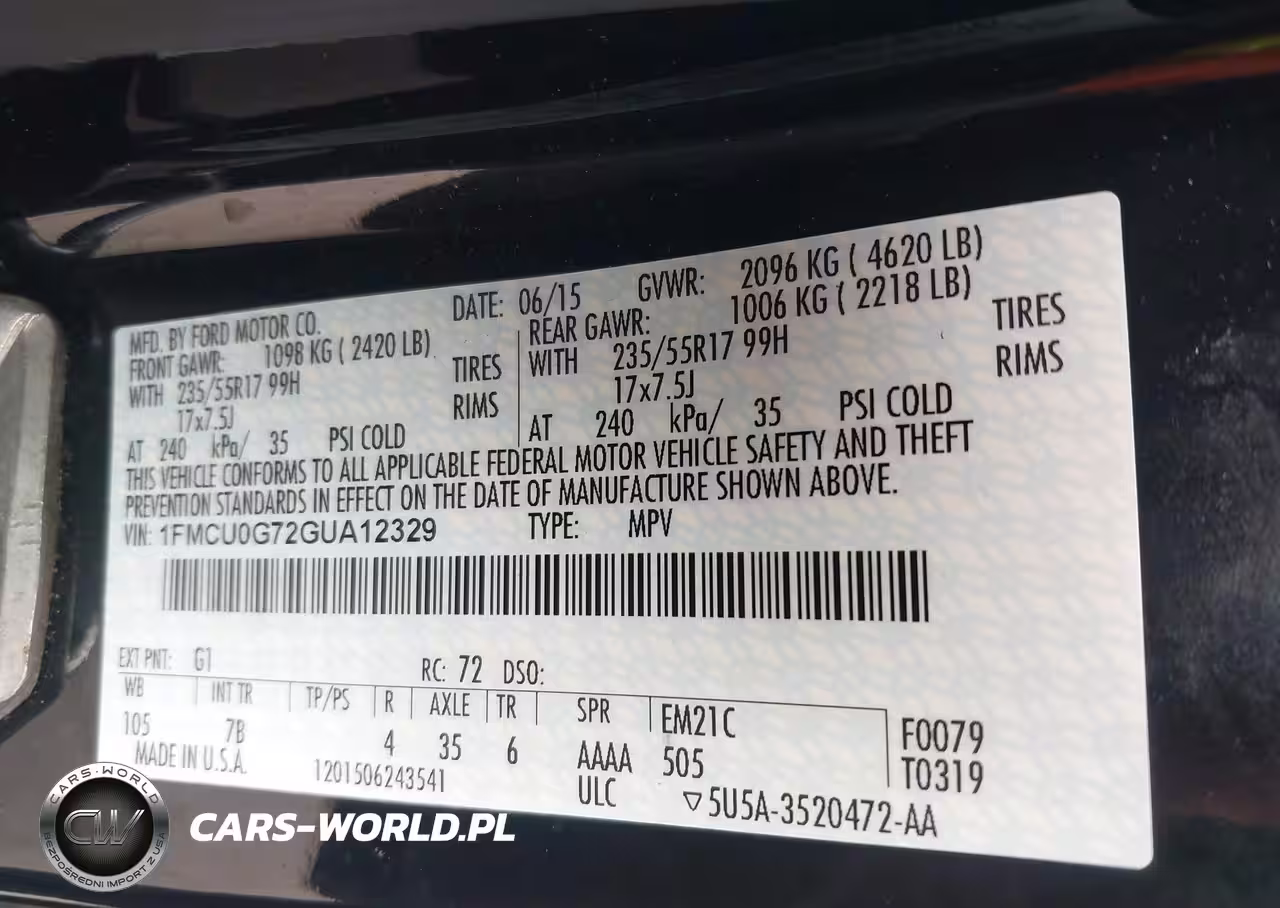 MFD. BY FORD MOTOR CO. DATE: 06/15 GVWR: 2096 KG ( 4620 LB)
FRONT GAWR: 1098 KG ( 2420 LB) REAR GAWR: 1006 KG ( 2218 LB)
WITH 235/55R17 99H TIRES WITH 235/55R17 99H TIRES
17x7.5J RIMS 17x7.5J RIMS
AT 240 kPa/ 35 PSI COLD AT 240 kPa/ 35 PSI COLD
THIS VEHICLE CONFORMS TO ALL APPLICABLE FEDERAL MOTOR VEHICLE SAFETY AND THEFT
PREVENTION STANDARDS IN EFFECT ON THE DATE OF MANUFACTURE SHOWN ABOVE.
VIN: 1FMCU0G72GUA12329 TYPE: MPV
EXT PNT: G1 RC: 72 DSO:
WB INT TR TP/PS R AXLE TR SPR EM21C F0079
105 7B 4 35 6 AAAA 505 T0319
MADE IN U.S.A. 1201506243541 ULC ▽5U5A-3520472-AA
CARS-WORLD
CW
BEZPOŚREDNI IMPORT Z USA
CARS-WORLD.PL